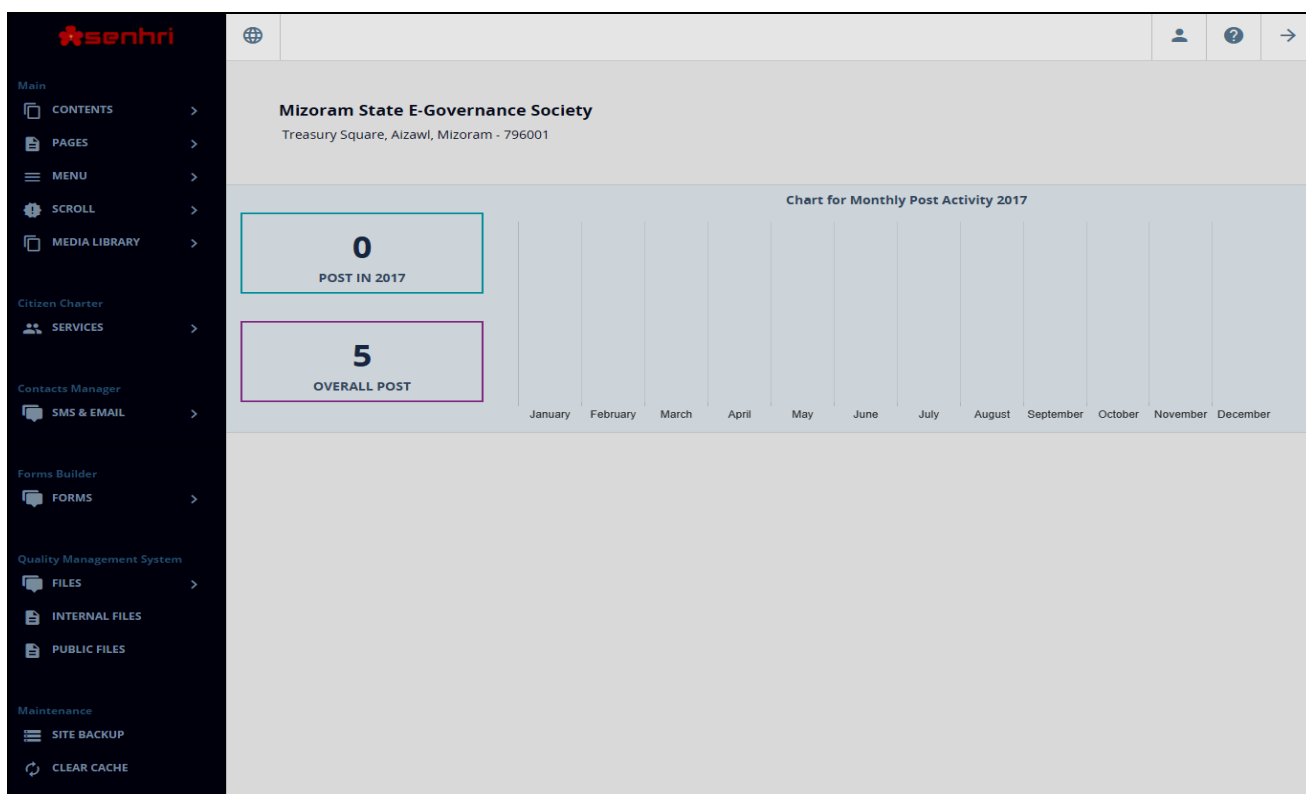 senhri
Main
CONTENTS
PAGES
MENU
SCROLL
MEDIA LIBRARY
Citizen Charter
SERVICES
Contacts Manager
SMS & EMAIL
Forms Builder
FORMS
Quality Management System
FILES
INTERNAL FILES
PUBLIC FILES
Maintenance
SITE BACKUP
CLEAR CACHE
Mizoram State E-Governance Society
Treasury Square, Aizawl, Mizoram - 796001
0
POST IN 2017
5
OVERALL POST
Chart for Monthly Post Activity 2017
January February March April May June July August September October November December